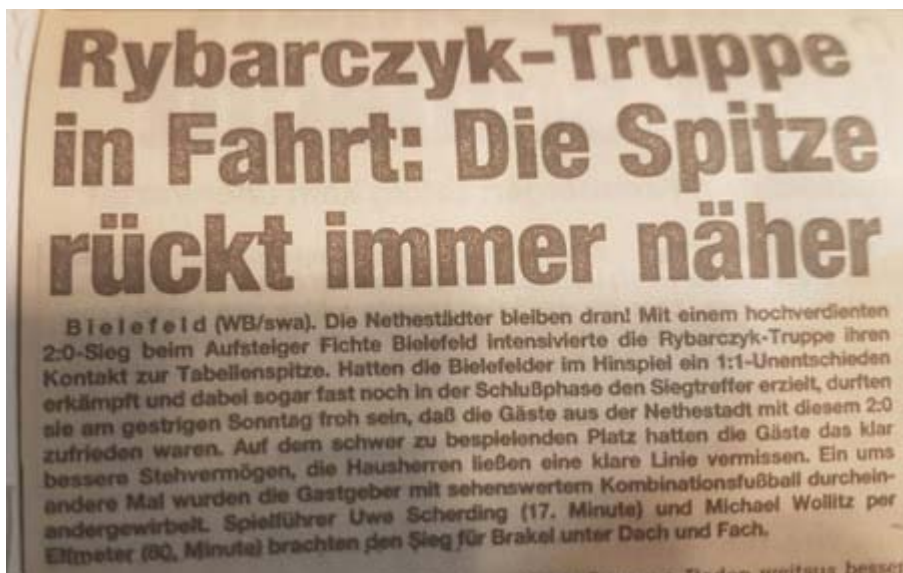 Rybarczyk-Truppe
in Fahrt: Die Spitze
rückt immer näher
Bielefeld (WB/swa). Die Nethestädter bleiben dran! Mit einem hochverdienten
2:0-Sieg beim Aufsteiger Fichte Bielefeld intensivierte die Rybarczyk-Truppe ihren
Kontakt zur Tabellenspitze. Hatten die Bielefelder im Hinspiel ein 1:1-Unentschieden
erkämpft und dabei sogar fast noch in der Schlußphase den Siegtreffer erzielt, durften
sie am gestrigen Sonntag froh sein, daß die Gäste aus der Nethestadt mit diesem 2:0
zufrieden waren. Auf dem schwer zu bespielenden Platz hatten die Gäste das klar
bessere Stehvermögen, die Hausherren ließen eine klare Linie vermissen. Ein ums
andere Mal wurden die Gastgeber mit sehenswertem Kombinationsfußball durchein-
andergewirbelt. Spielführer Uwe Scherding (17. Minute) und Michael Wollitz per
Elfmeter (80. Minute) brachten den Sieg für Brakel unter Dach und Fach.
weitaus besser